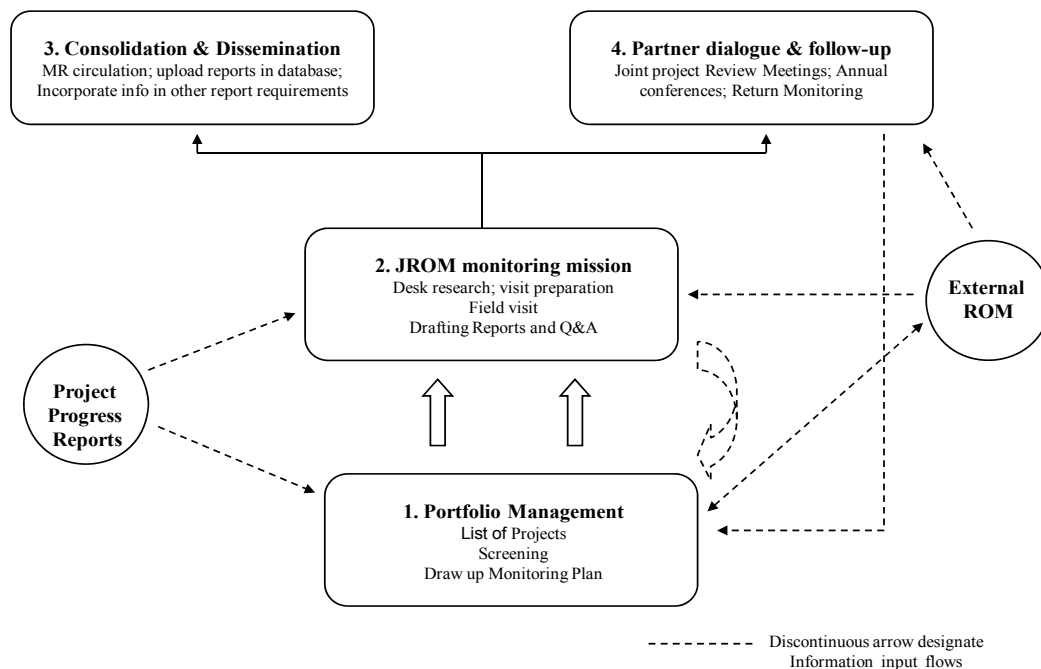 3. Consolidation & Dissemination
MR circulation; upload reports in database;
Incorporate info in other report requirements
4. Partner dialogue & follow-up
Joint project Review Meetings; Annual
conferences; Return Monitoring
2. JROM monitoring mission
Desk research; visit preparation
Field visit
Drafting Reports and Q&A
External
ROM
Project
Progress
Reports
1. Portfolio Management
List of Projects
Screening
Draw up Monitoring Plan
Discontinuous arrow designate
Information input flows